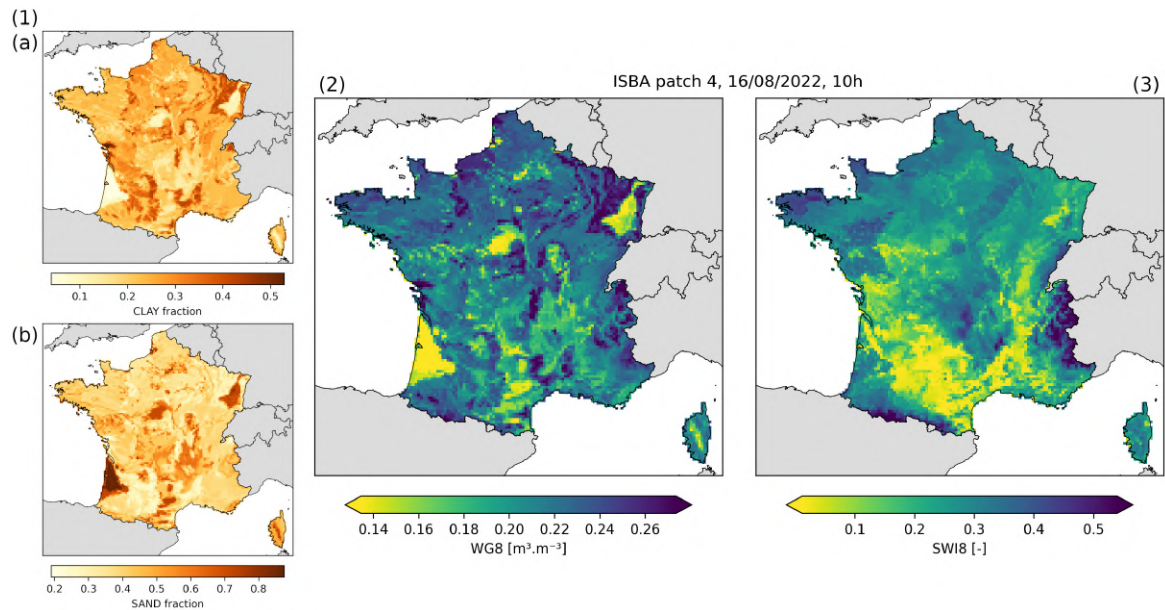 (1)
(a)
0.1 0.2 0.3 0.4 0.5
CLAY fraction
(b)
0.2 0.3 0.4 0.5 0.6 0.7 0.8
SAND fraction
ISBA patch 4, 16/08/2022, 10h
(2)
0.14 0.16 0.18 0.20 0.22 0.24 0.26
WG8 [m³.m⁻³]
(3)
0.1 0.2 0.3 0.4 0.5
SWI8 [-]